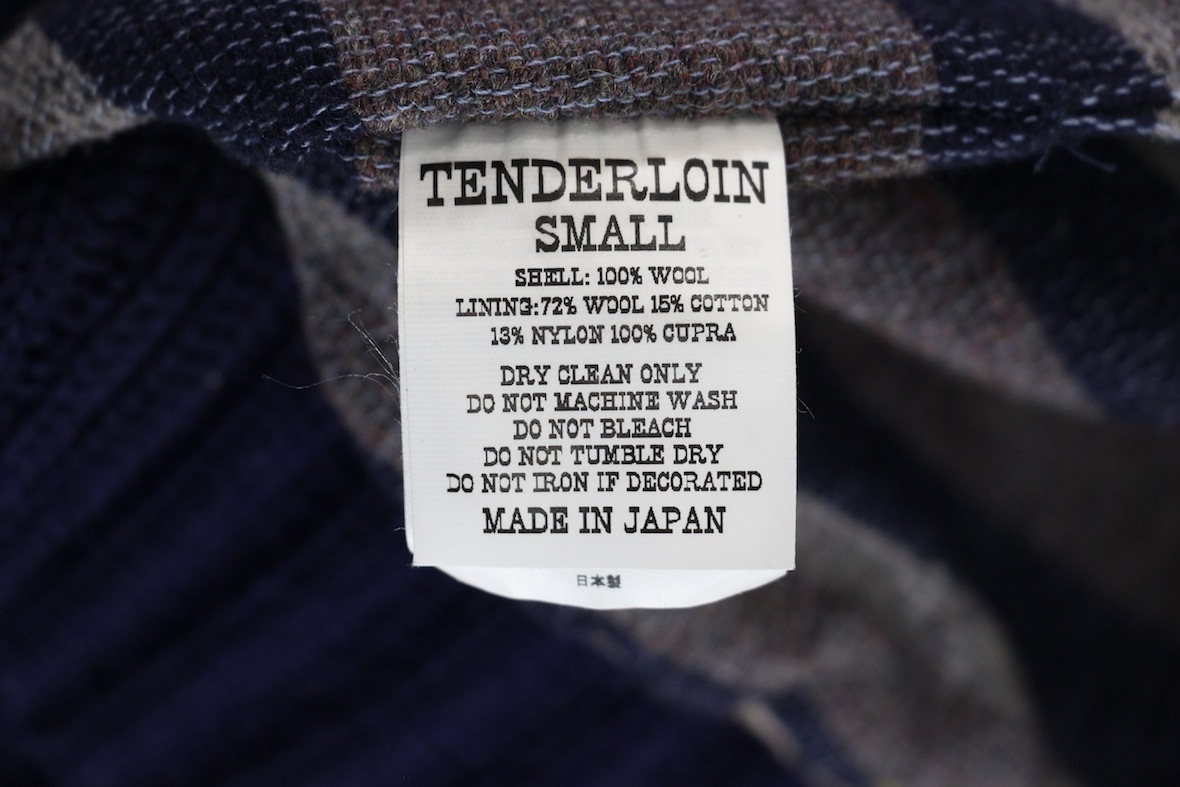 TENDERLOIN
SMALL
SHELL: 100% WOOL
LINING:72% WOOL 15% COTTON
13% NYLON 100% CUPRA
DRY CLEAN ONLY
DO NOT MACHINE WASH
DO NOT BLEACH
DO NOT TUMBLE DRY
DO NOT IRON IF DECORATED
MADE IN JAPAN
日本製